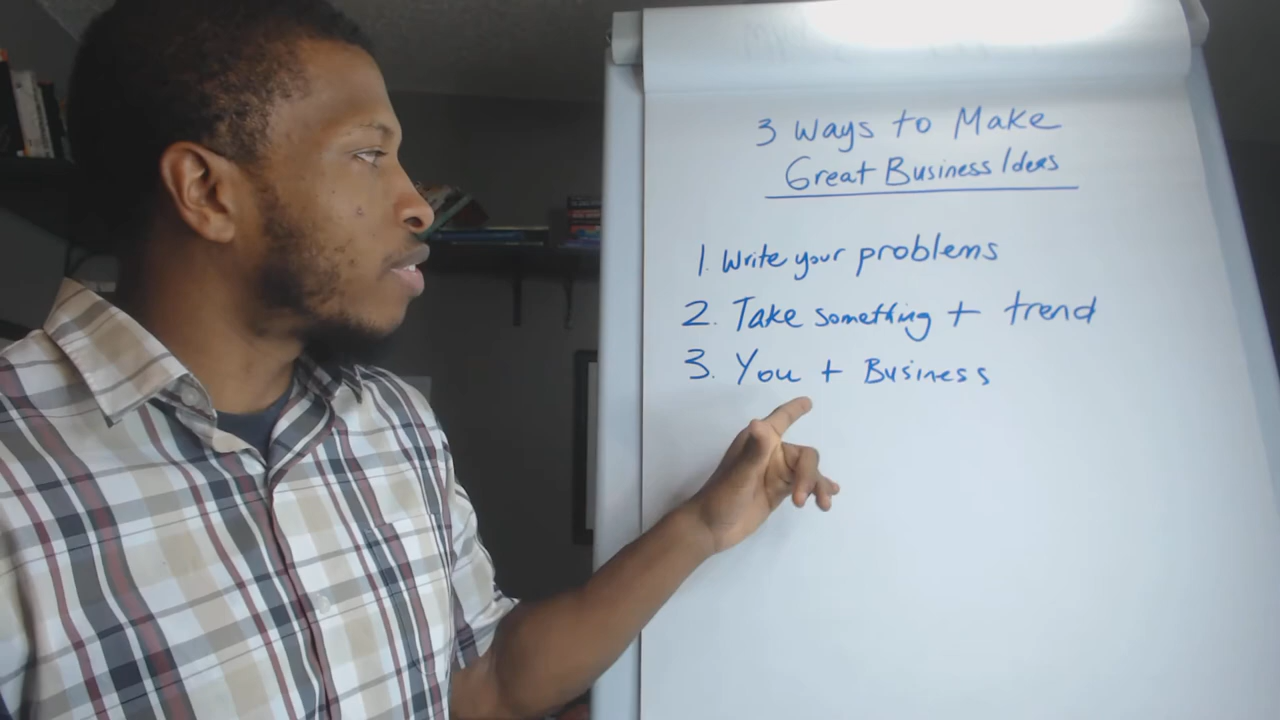 3 Ways to Make
Great Business Ideas
1. Write your problems
2. Take something + trend
3. You + Business